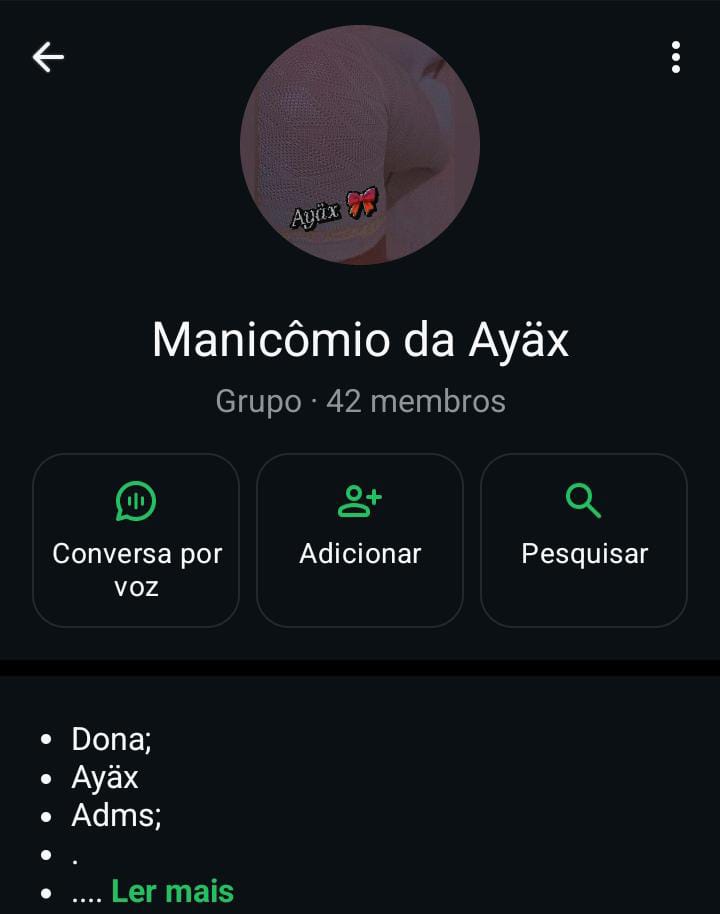 Ayäx
Manicômio da Ayäx
Grupo · 42 membros
Conversa por
voz
Adicionar
Pesquisar
• Dona;
• Ayäx
• Adms;
• .
• .... Ler mais